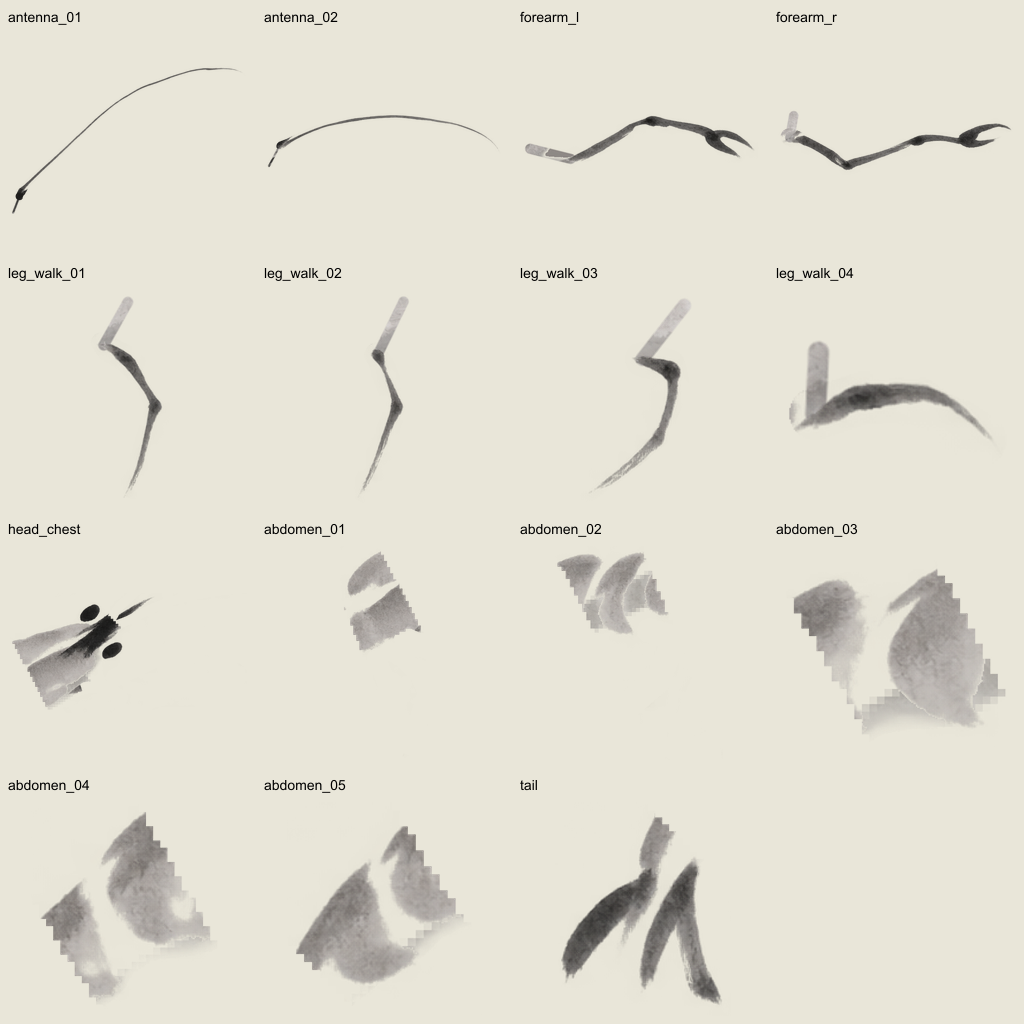 antenna_01
antenna_02
forearm_l
forearm_r
leg_walk_01
leg_walk_02
leg_walk_03
leg_walk_04
head_chest
abdomen_01
abdomen_02
abdomen_03
abdomen_04
abdomen_05
tail